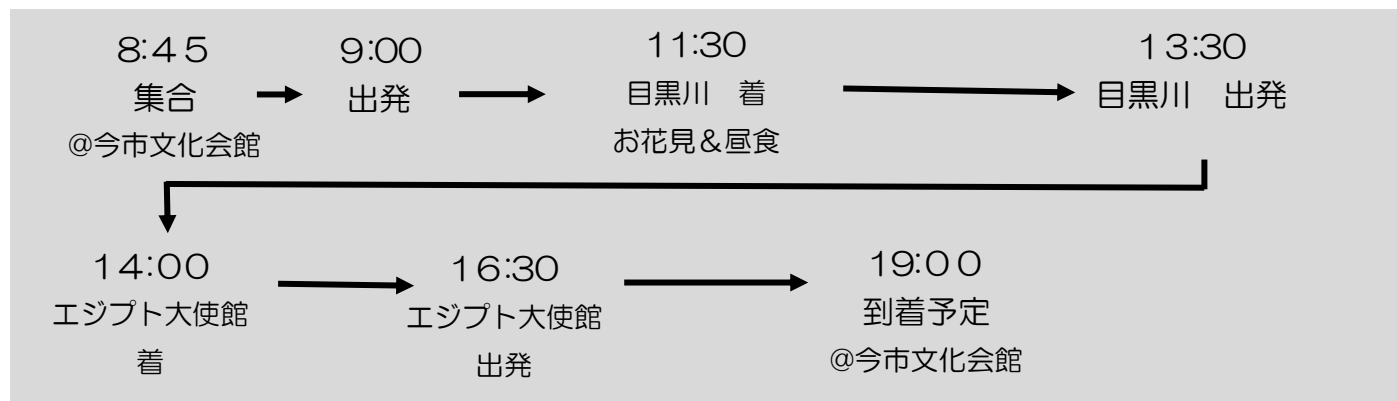 8:45
集合
@今市文化会館
9:00
出発
11:30
目黒川　着
お花見＆昼食
13:30
目黒川　出発
14:00
エジプト大使館
着
16:30
エジプト大使館
出発
19:00
到着予定
@今市文化会館